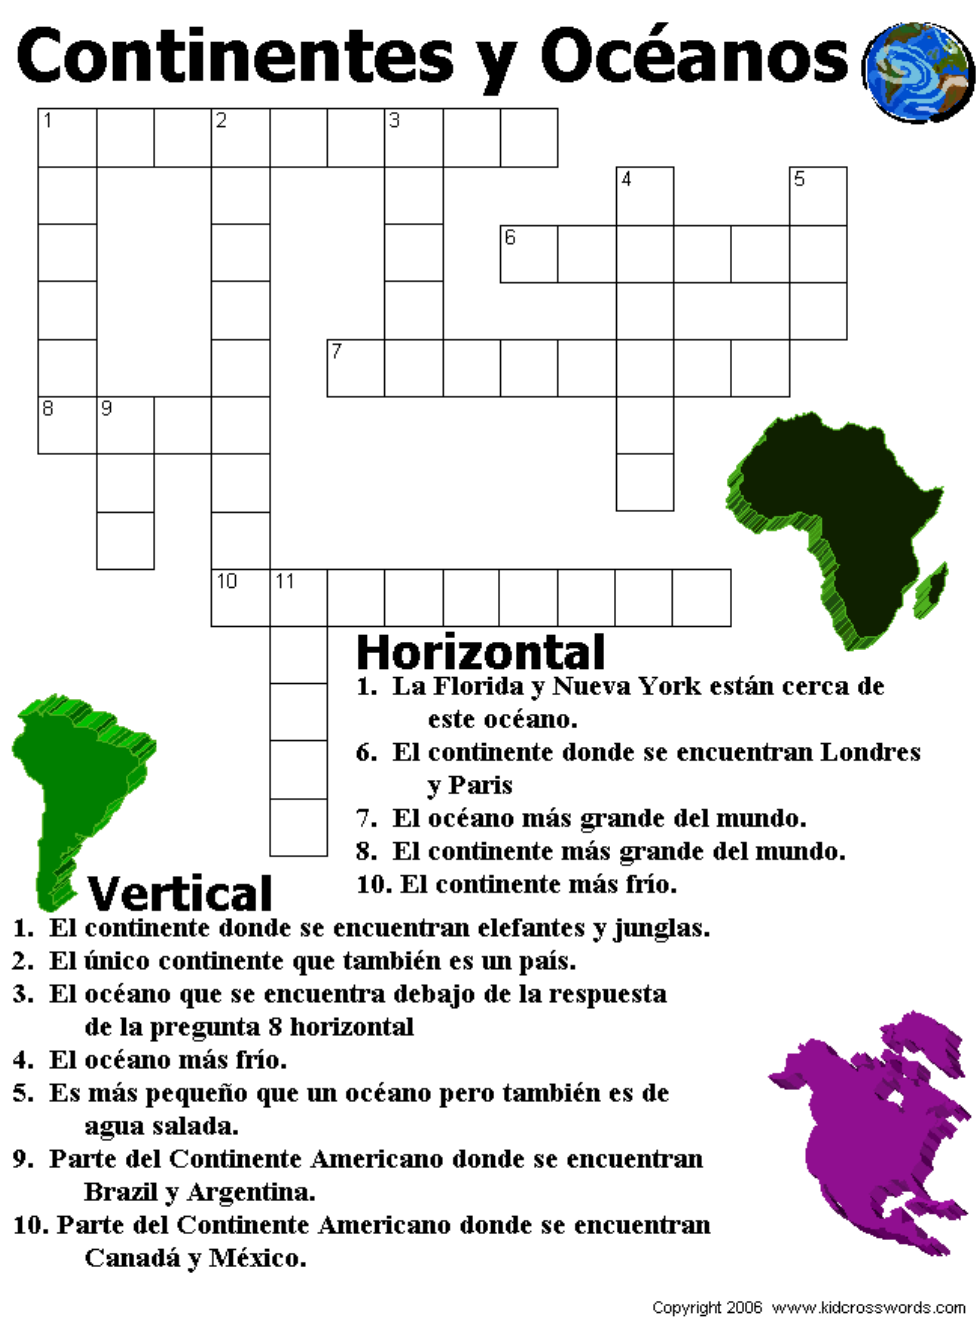 Continentes y Océanos
1 2 3
4 5
6
7
8 9
10 11
Horizontal
1. La Florida y Nueva York están cerca de
este océano.
6. El continente donde se encuentran Londres
y Paris
7. El océano más grande del mundo.
8. El continente más grande del mundo.
10. El continente más frío.
Vertical
1. El continente donde se encuentran elefantes y junglas.
2. El único continente que también es un país.
3. El océano que se encuentra debajo de la respuesta
de la pregunta 8 horizontal
4. El océano más frío.
5. Es más pequeño que un océano pero también es de
agua salada.
9. Parte del Continente Americano donde se encuentran
Brazil y Argentina.
10. Parte del Continente Americano donde se encuentran
Canadá y México.
Copyright 2006 www.kidcrosswords.com